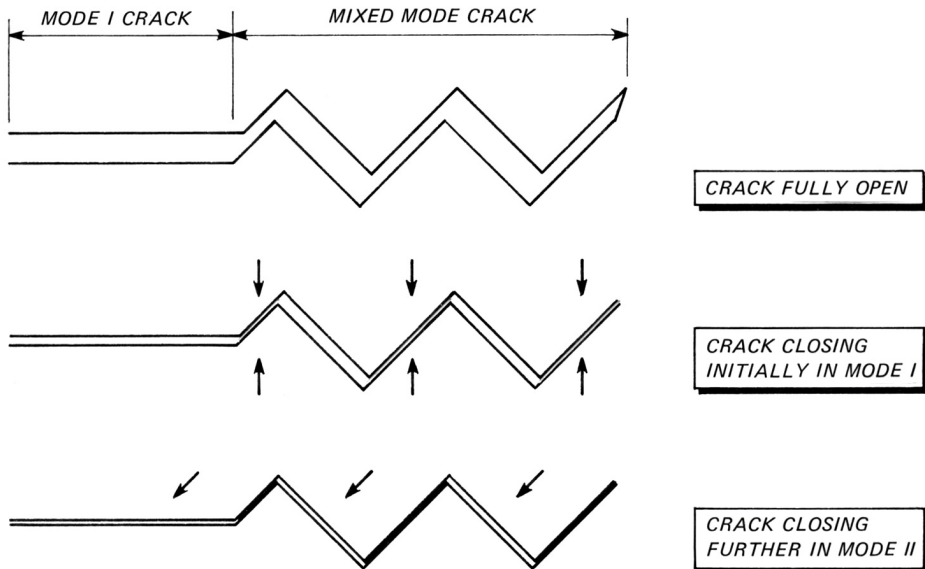 MODE I CRACK
MIXED MODE CRACK
CRACK FULLY OPEN
CRACK CLOSING
INITIALLY IN MODE I
CRACK CLOSING
FURTHER IN MODE II